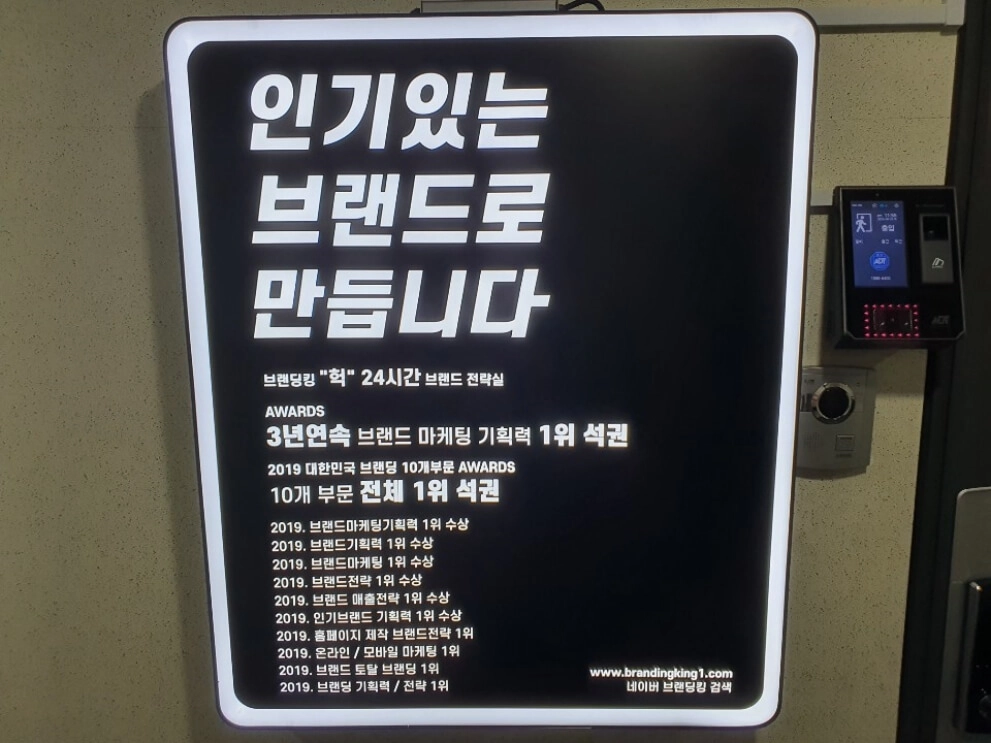 인기있는
브랜드로
만듭니다
브랜딩킹 "헉" 24시간 브랜드 전략실
AWARDS
3년연속 브랜드 마케팅 기획력 1위 석권
2019 대한민국 브랜딩 10개부문 AWARDS
10개 부문 전체 1위 석권
2019. 브랜드마케팅기획력 1위 수상
2019. 브랜드기획력 1위 수상
2019. 브랜드마케팅 1위 수상
2019. 브랜드전략 1위 수상
2019. 브랜드 매출전략 1위 수상
2019. 인기브랜드 기획력 1위 수상
2019. 홈페이지 제작 브랜드전략 1위
2019. 온라인 / 모바일 마케팅 1위
2019. 브랜드 토탈 브랜딩 1위
2019. 브랜딩 기획력 / 전략 1위
www.brandingking1.com
네이버 브랜딩킹 검색
출입
ADT
ADT